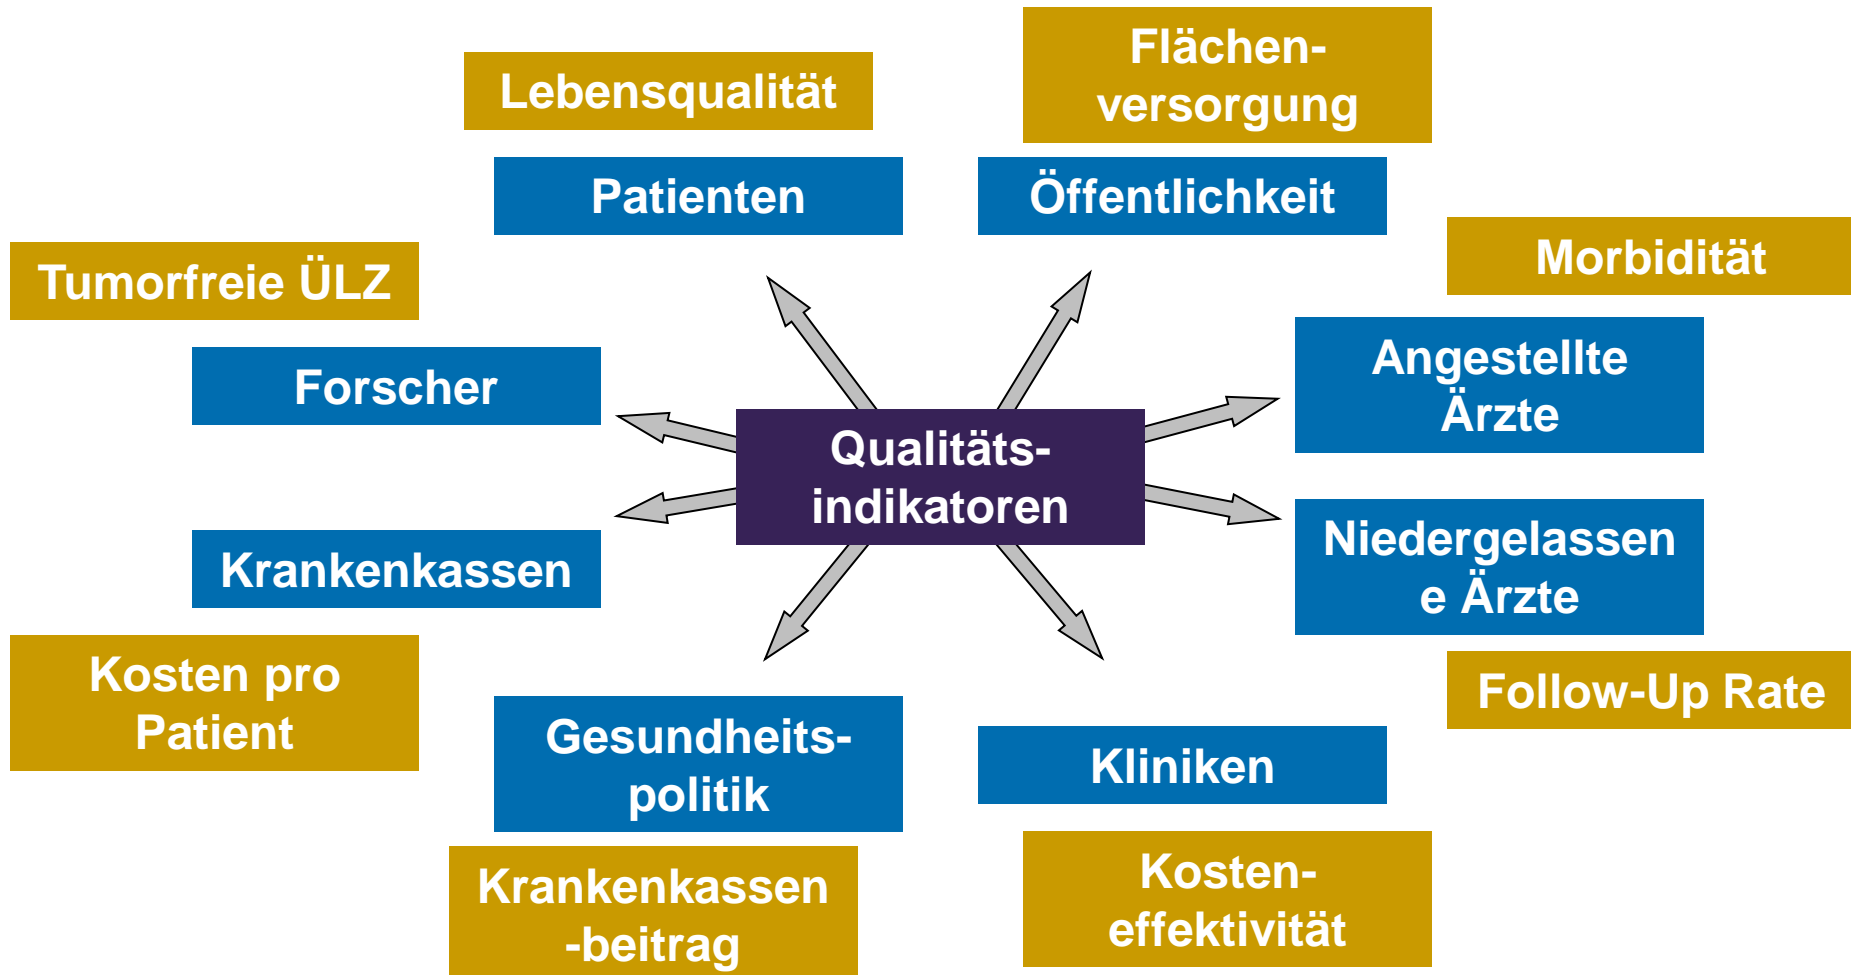 Flächen-
versorgung
Lebensqualität
Patienten
Öffentlichkeit
Morbidität
Tumorfreie ÜLZ
Angestellte
Ärzte
Forscher
Qualitäts-
indikatoren
Niedergelassen
e Ärzte
Krankenkassen
Kosten pro
Patient
Follow-Up Rate
Gesundheits-
politik
Kliniken
Krankenkassen
-beitrag
Kosten-
effektivität